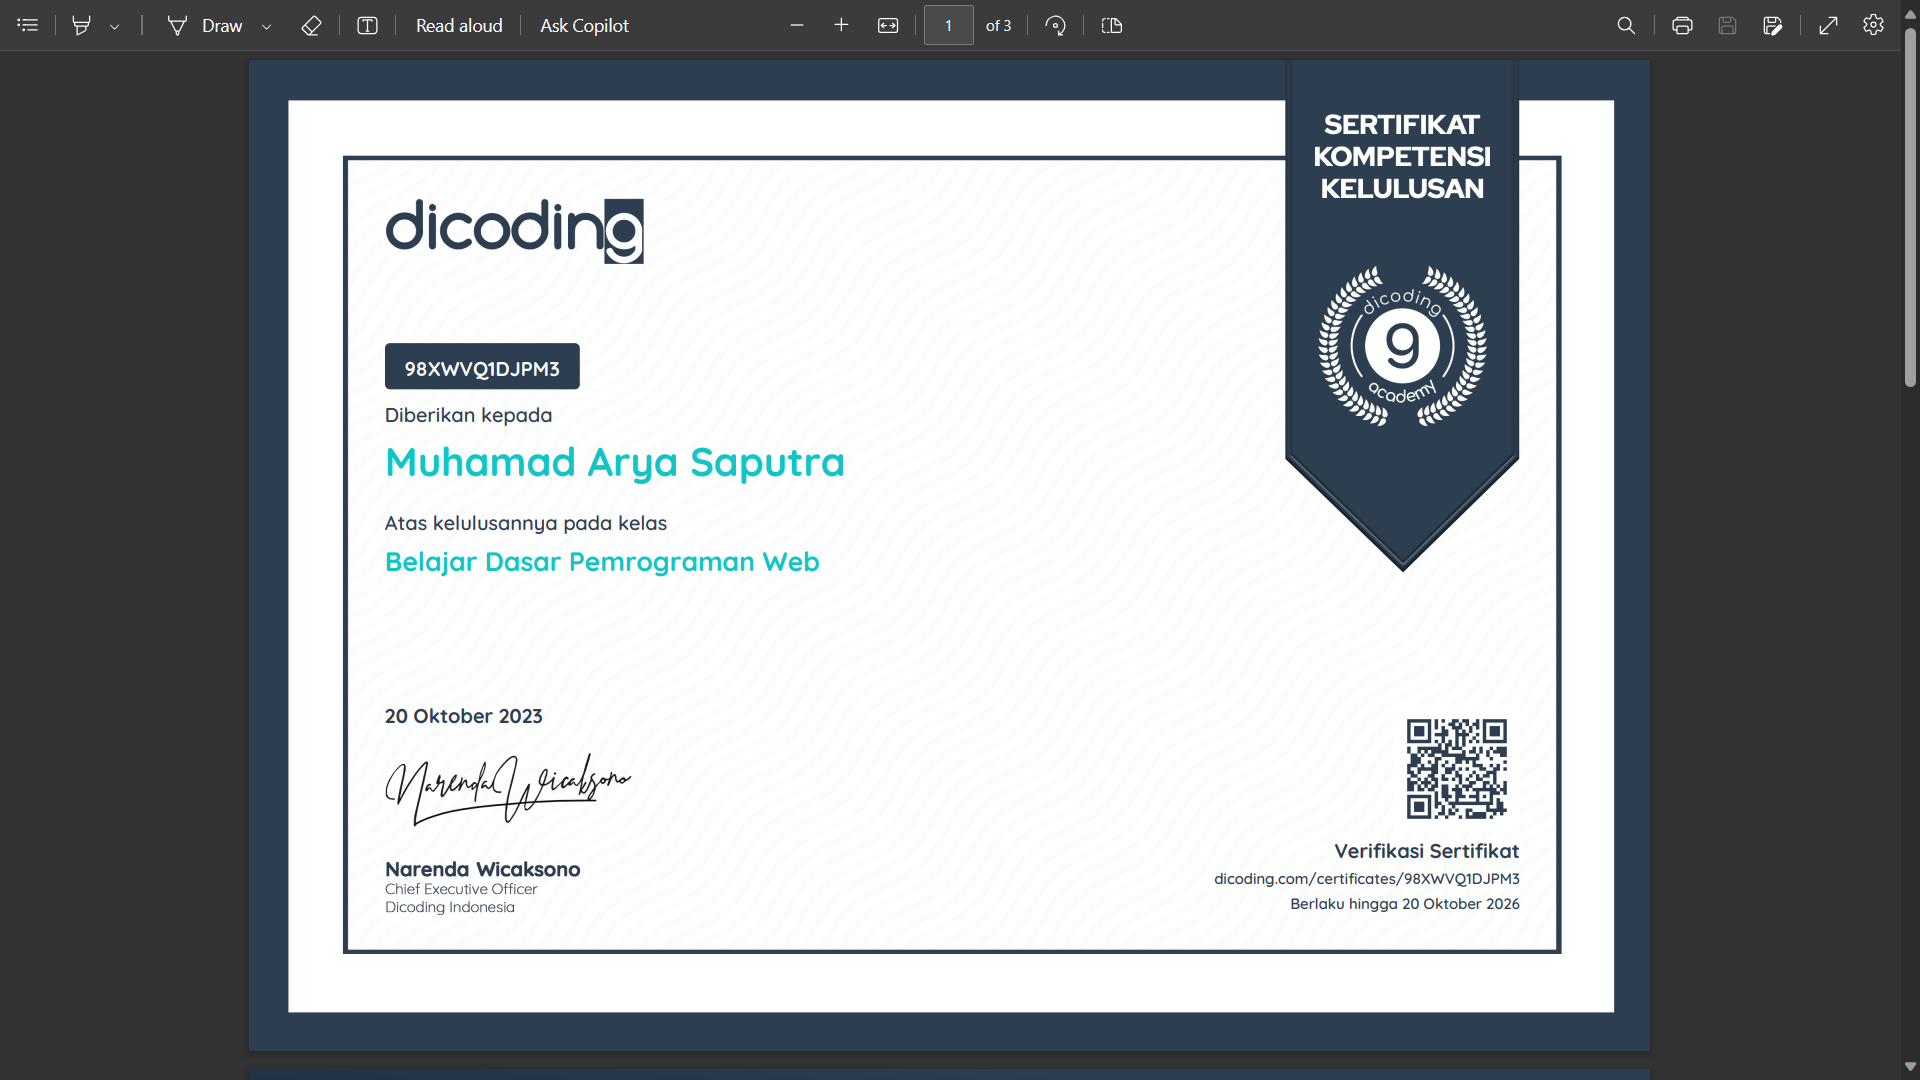 Draw
Read aloud
Ask Copilot
1 of 3
SERTIFIKAT
KOMPETENSI
KELULUSAN
dicoding
dicoding
g
academy
98XWVQ1DJPM3
Diberikan kepada
Muhamad Arya Saputra
Atas kelulusannya pada kelas
Belajar Dasar Pemrograman Web
20 Oktober 2023
Narenda Wicaksono
Narenda Wicaksono
Chief Executive Officer
Dicoding Indonesia
Verifikasi Sertifikat
dicoding.com/certificates/98XWVQ1DJPM3
Berlaku hingga 20 Oktober 2026